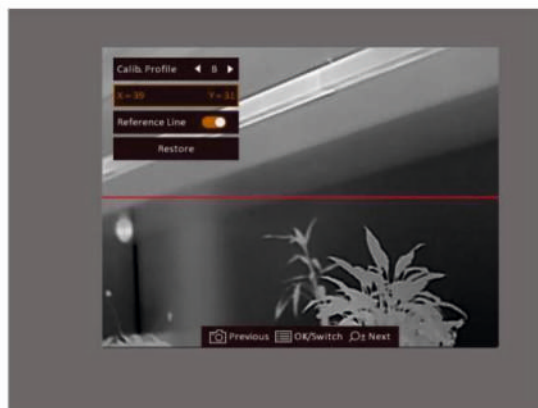 Calib. Profile ◀ B ▶
X=39 Y=31
Reference Line
Restore
Previous OK/Switch Next